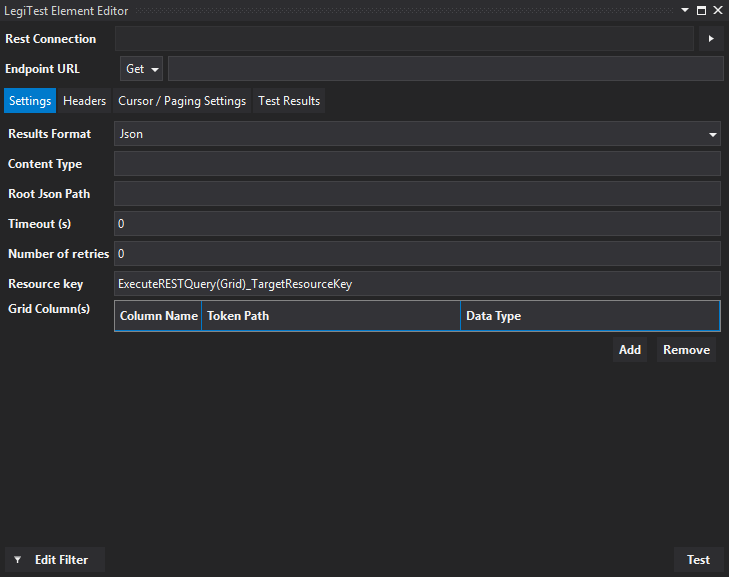 LegiTest Element Editor
Rest Connection
Endpoint URL Get
Settings Headers Cursor / Paging Settings Test Results
Results Format Json
Content Type
Root Json Path
Timeout (s) 0
Number of retries 0
Resource key ExecuteRESTQuery(Grid)_TargetResourceKey
Grid Column(s) Column Name Token Path Data Type
Add Remove
Edit Filter Test